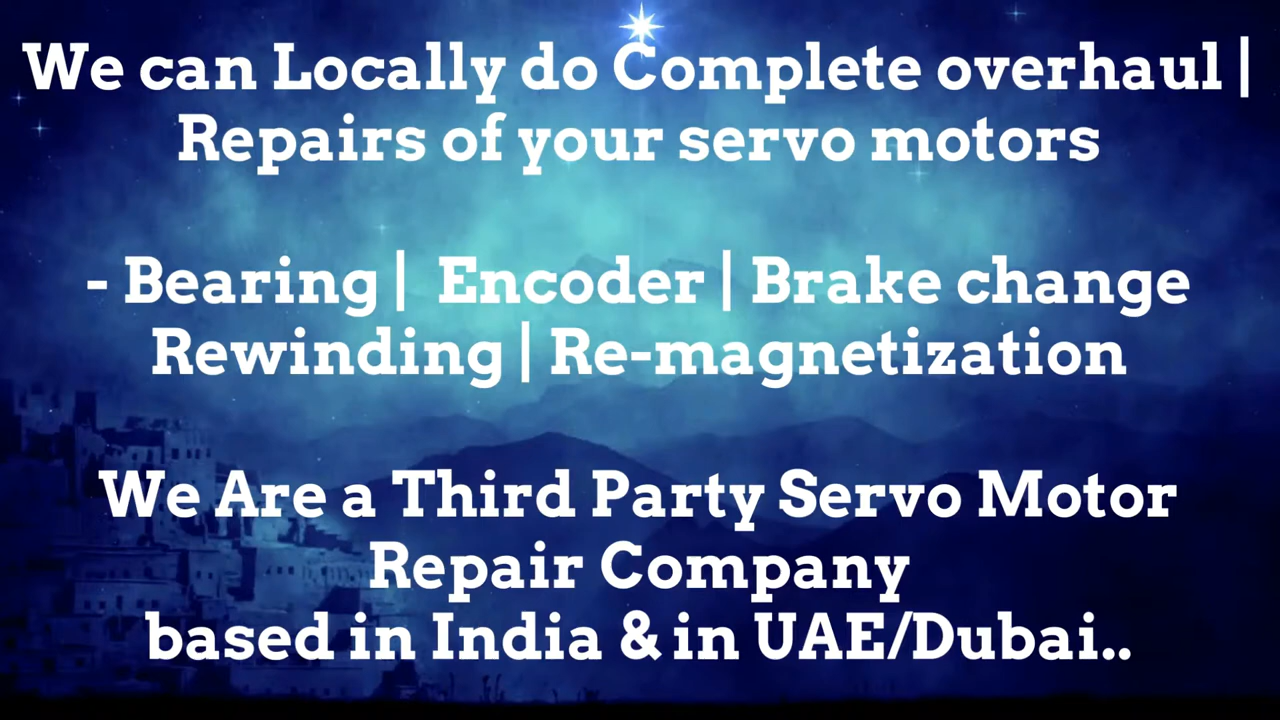 We can Locally do Complete overhaul |
Repairs of your servo motors
- Bearing | Encoder | Brake change
Rewinding | Re-magnetization
We Are a Third Party Servo Motor
Repair Company
based in India & in UAE/Dubai..